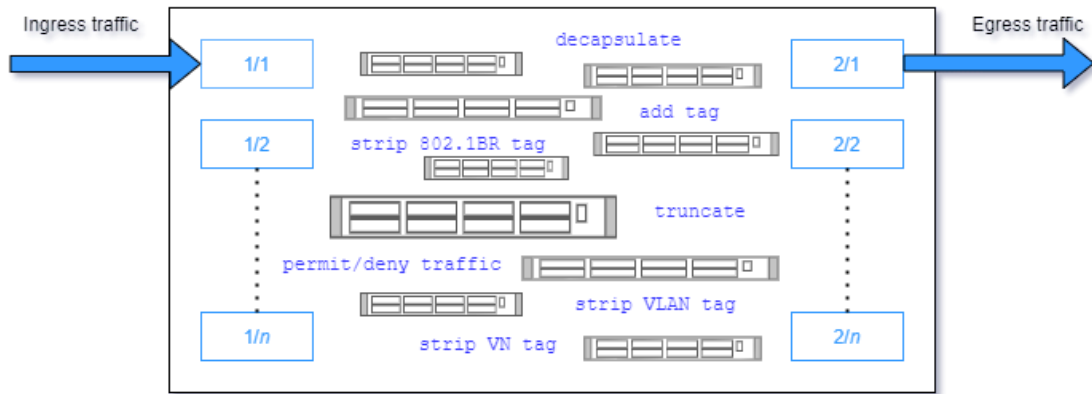 Ingress traffic
Egress traffic
decapsulate
1/1
2/1
add tag
1/2
strip 802.1BR tag
2/2
truncate
permit/deny traffic
strip VLAN tag
1/n
2/n
strip VN tag